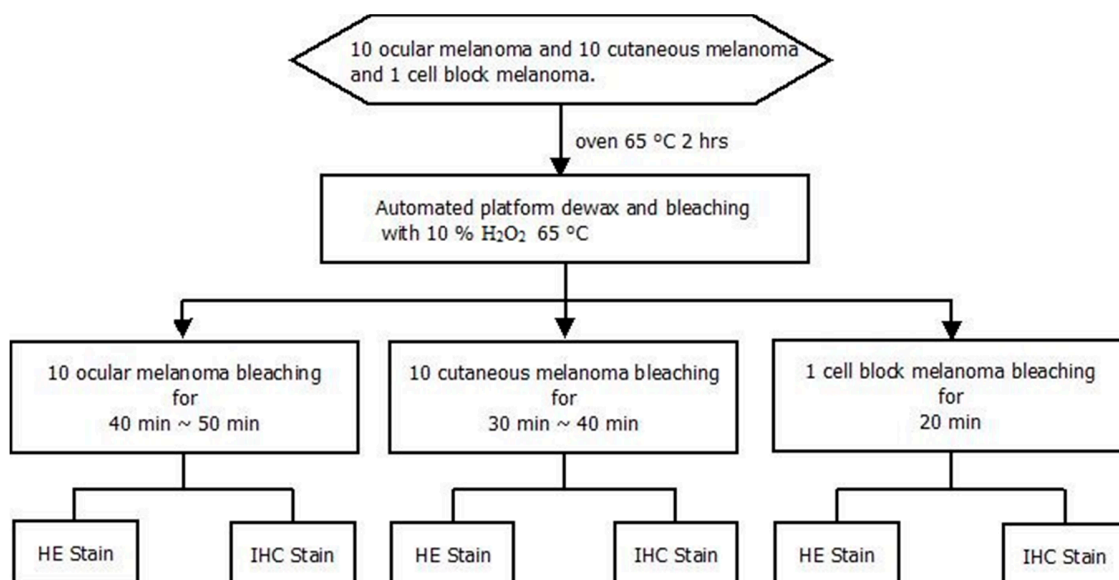 10 ocular melanoma and 10 cutaneous melanoma
and 1 cell block melanoma.
oven 65 °C 2 hrs
Automated platform dewax and bleaching
with 10 % H₂O₂ 65 °C
10 ocular melanoma bleaching
for
40 min ~ 50 min
10 cutaneous melanoma bleaching
for
30 min ~ 40 min
1 cell block melanoma bleaching
for
20 min
HE Stain
IHC Stain
HE Stain
IHC Stain
HE Stain
IHC Stain